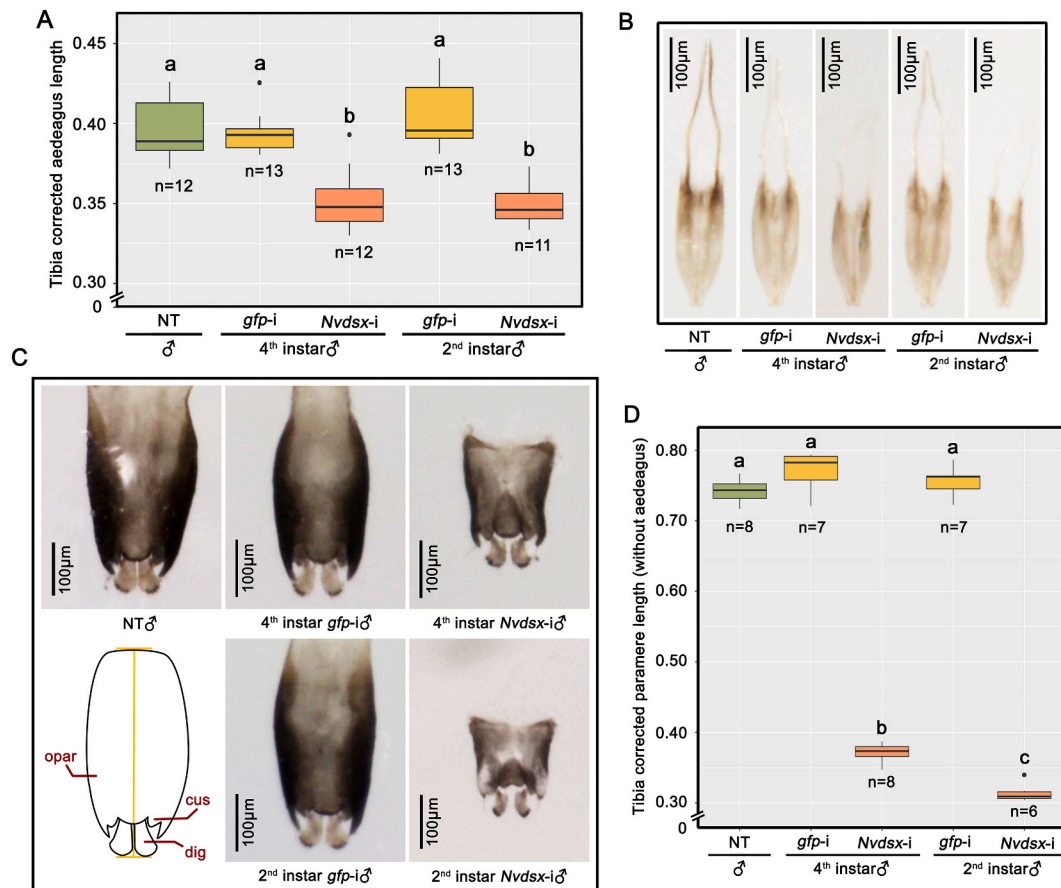 A
Tibia corrected aedeagus length
0.45
0.40
0.35
0.30
0
a
a
b
a
b
n=12
n=13
n=12
n=13
n=11
NT
gfp-i
Nvdsx-i
gfp-i
Nvdsx-i
♂
4th instar♂
2nd instar♂
B
100µm
100µm
100µm
100µm
100µm
NT
gfp-i
Nvdsx-i
gfp-i
Nvdsx-i
♂
4th instar♂
2nd instar♂
C
100µm
100µm
100µm
NT♂
4th instar gfp-i♂
4th instar Nvdsx-i♂
opar
cus
dig
100µm
100µm
2nd instar gfp-i♂
2nd instar Nvdsx-i♂
D
Tibia corrected paramere length (without aedeagus)
0.80
0.70
0.60
0.50
0.40
0.30
0
a
a
b
a
c
n=8
n=7
n=8
n=7
n=6
NT
gfp-i
Nvdsx-i
gfp-i
Nvdsx-i
♂
4th instar♂
2nd instar♂